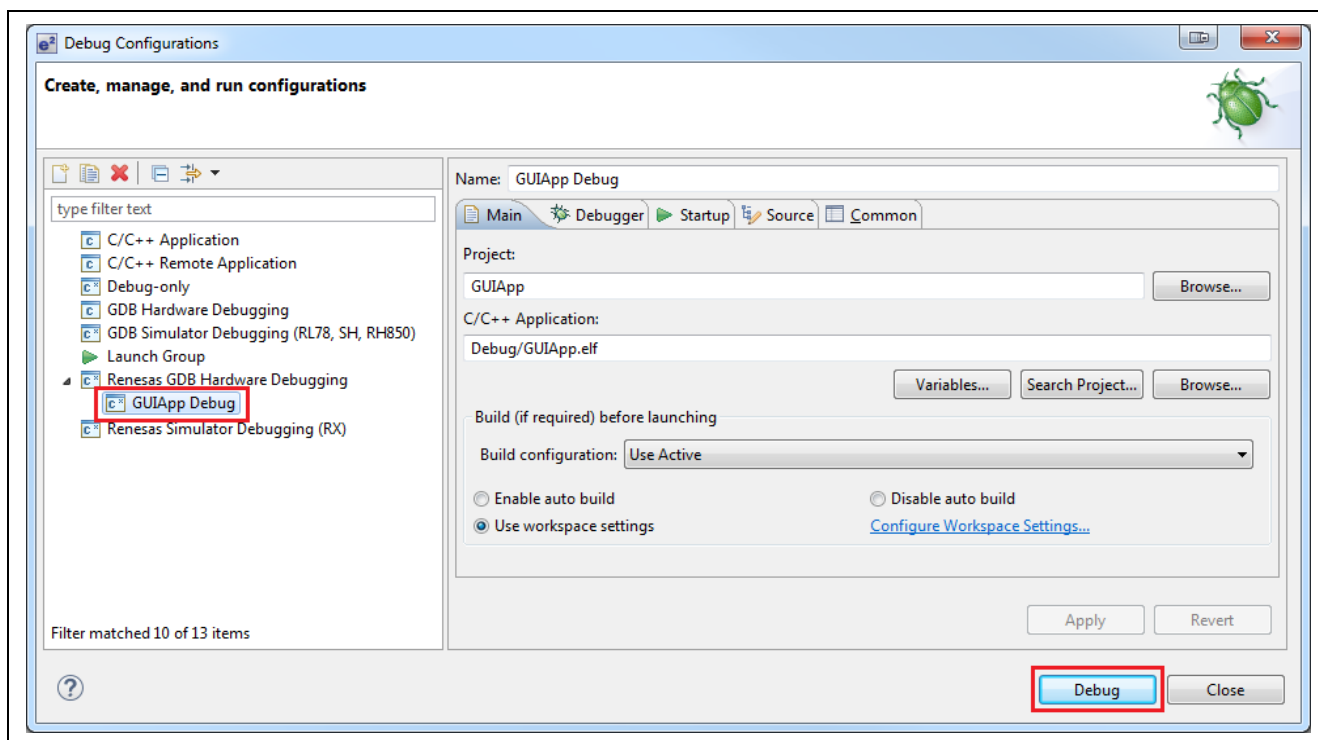 e² Debug Configurations
Create, manage, and run configurations
type filter text
C/C++ Application
C/C++ Remote Application
Debug-only
GDB Hardware Debugging
GDB Simulator Debugging (RL78, SH, RH850)
Launch Group
Renesas GDB Hardware Debugging
GUIApp Debug
Renesas Simulator Debugging (RX)
Filter matched 10 of 13 items
Name: GUIApp Debug
Main Debugger Startup Source Common
Project:
GUIApp Browse...
C/C++ Application:
Debug/GUIApp.elf
Variables... Search Project... Browse...
Build (if required) before launching
Build configuration: Use Active
Enable auto build Disable auto build
Use workspace settings Configure Workspace Settings...
Apply Revert
? Debug Close